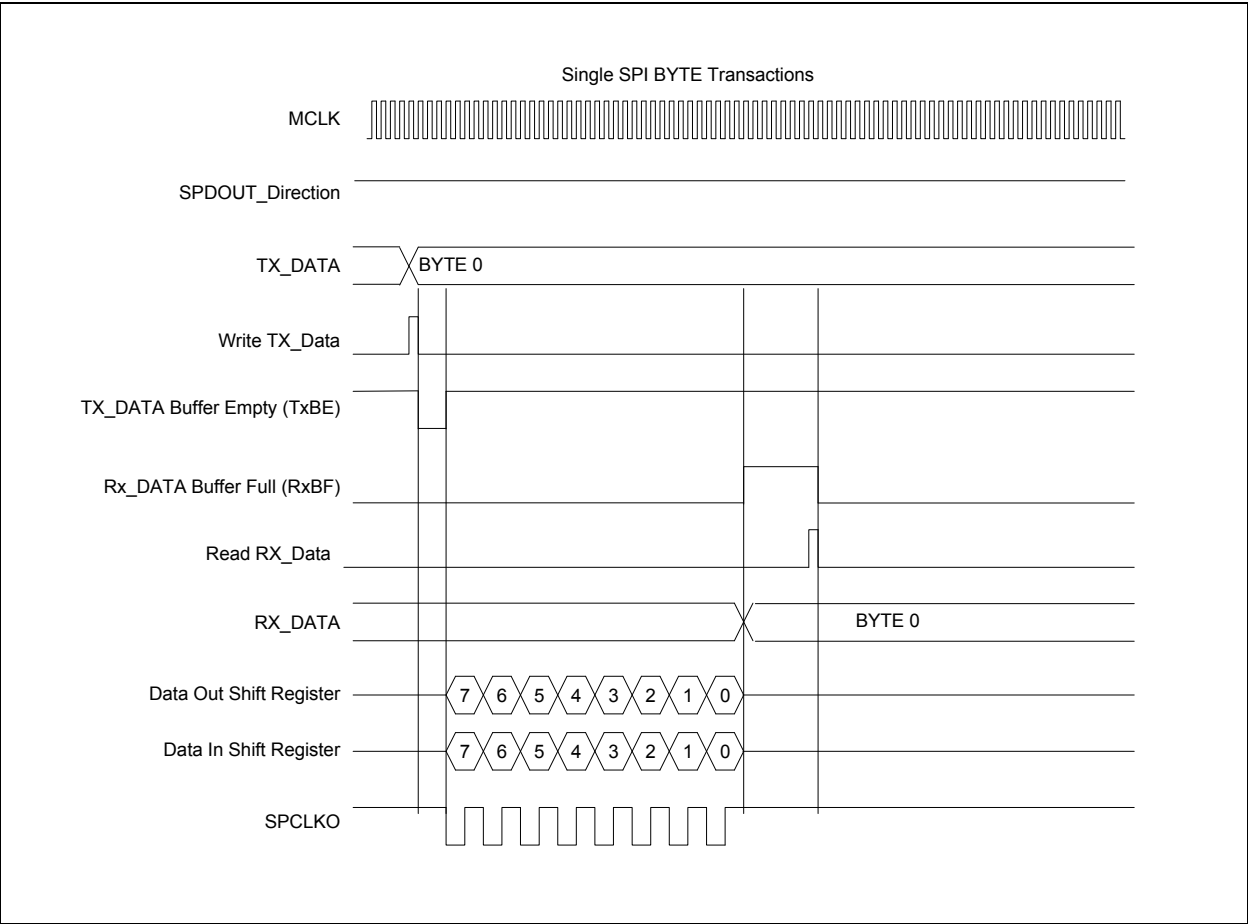 Single SPI BYTE Transactions
MCLK
SPDOUT_Direction
TX_DATA
BYTE 0
Write TX_Data
TX_DATA Buffer Empty (TxBE)
Rx_DATA Buffer Full (RxBF)
Read RX_Data
RX_DATA
BYTE 0
Data Out Shift Register
7 6 5 4 3 2 1 0
Data In Shift Register
7 6 5 4 3 2 1 0
SPCLKO